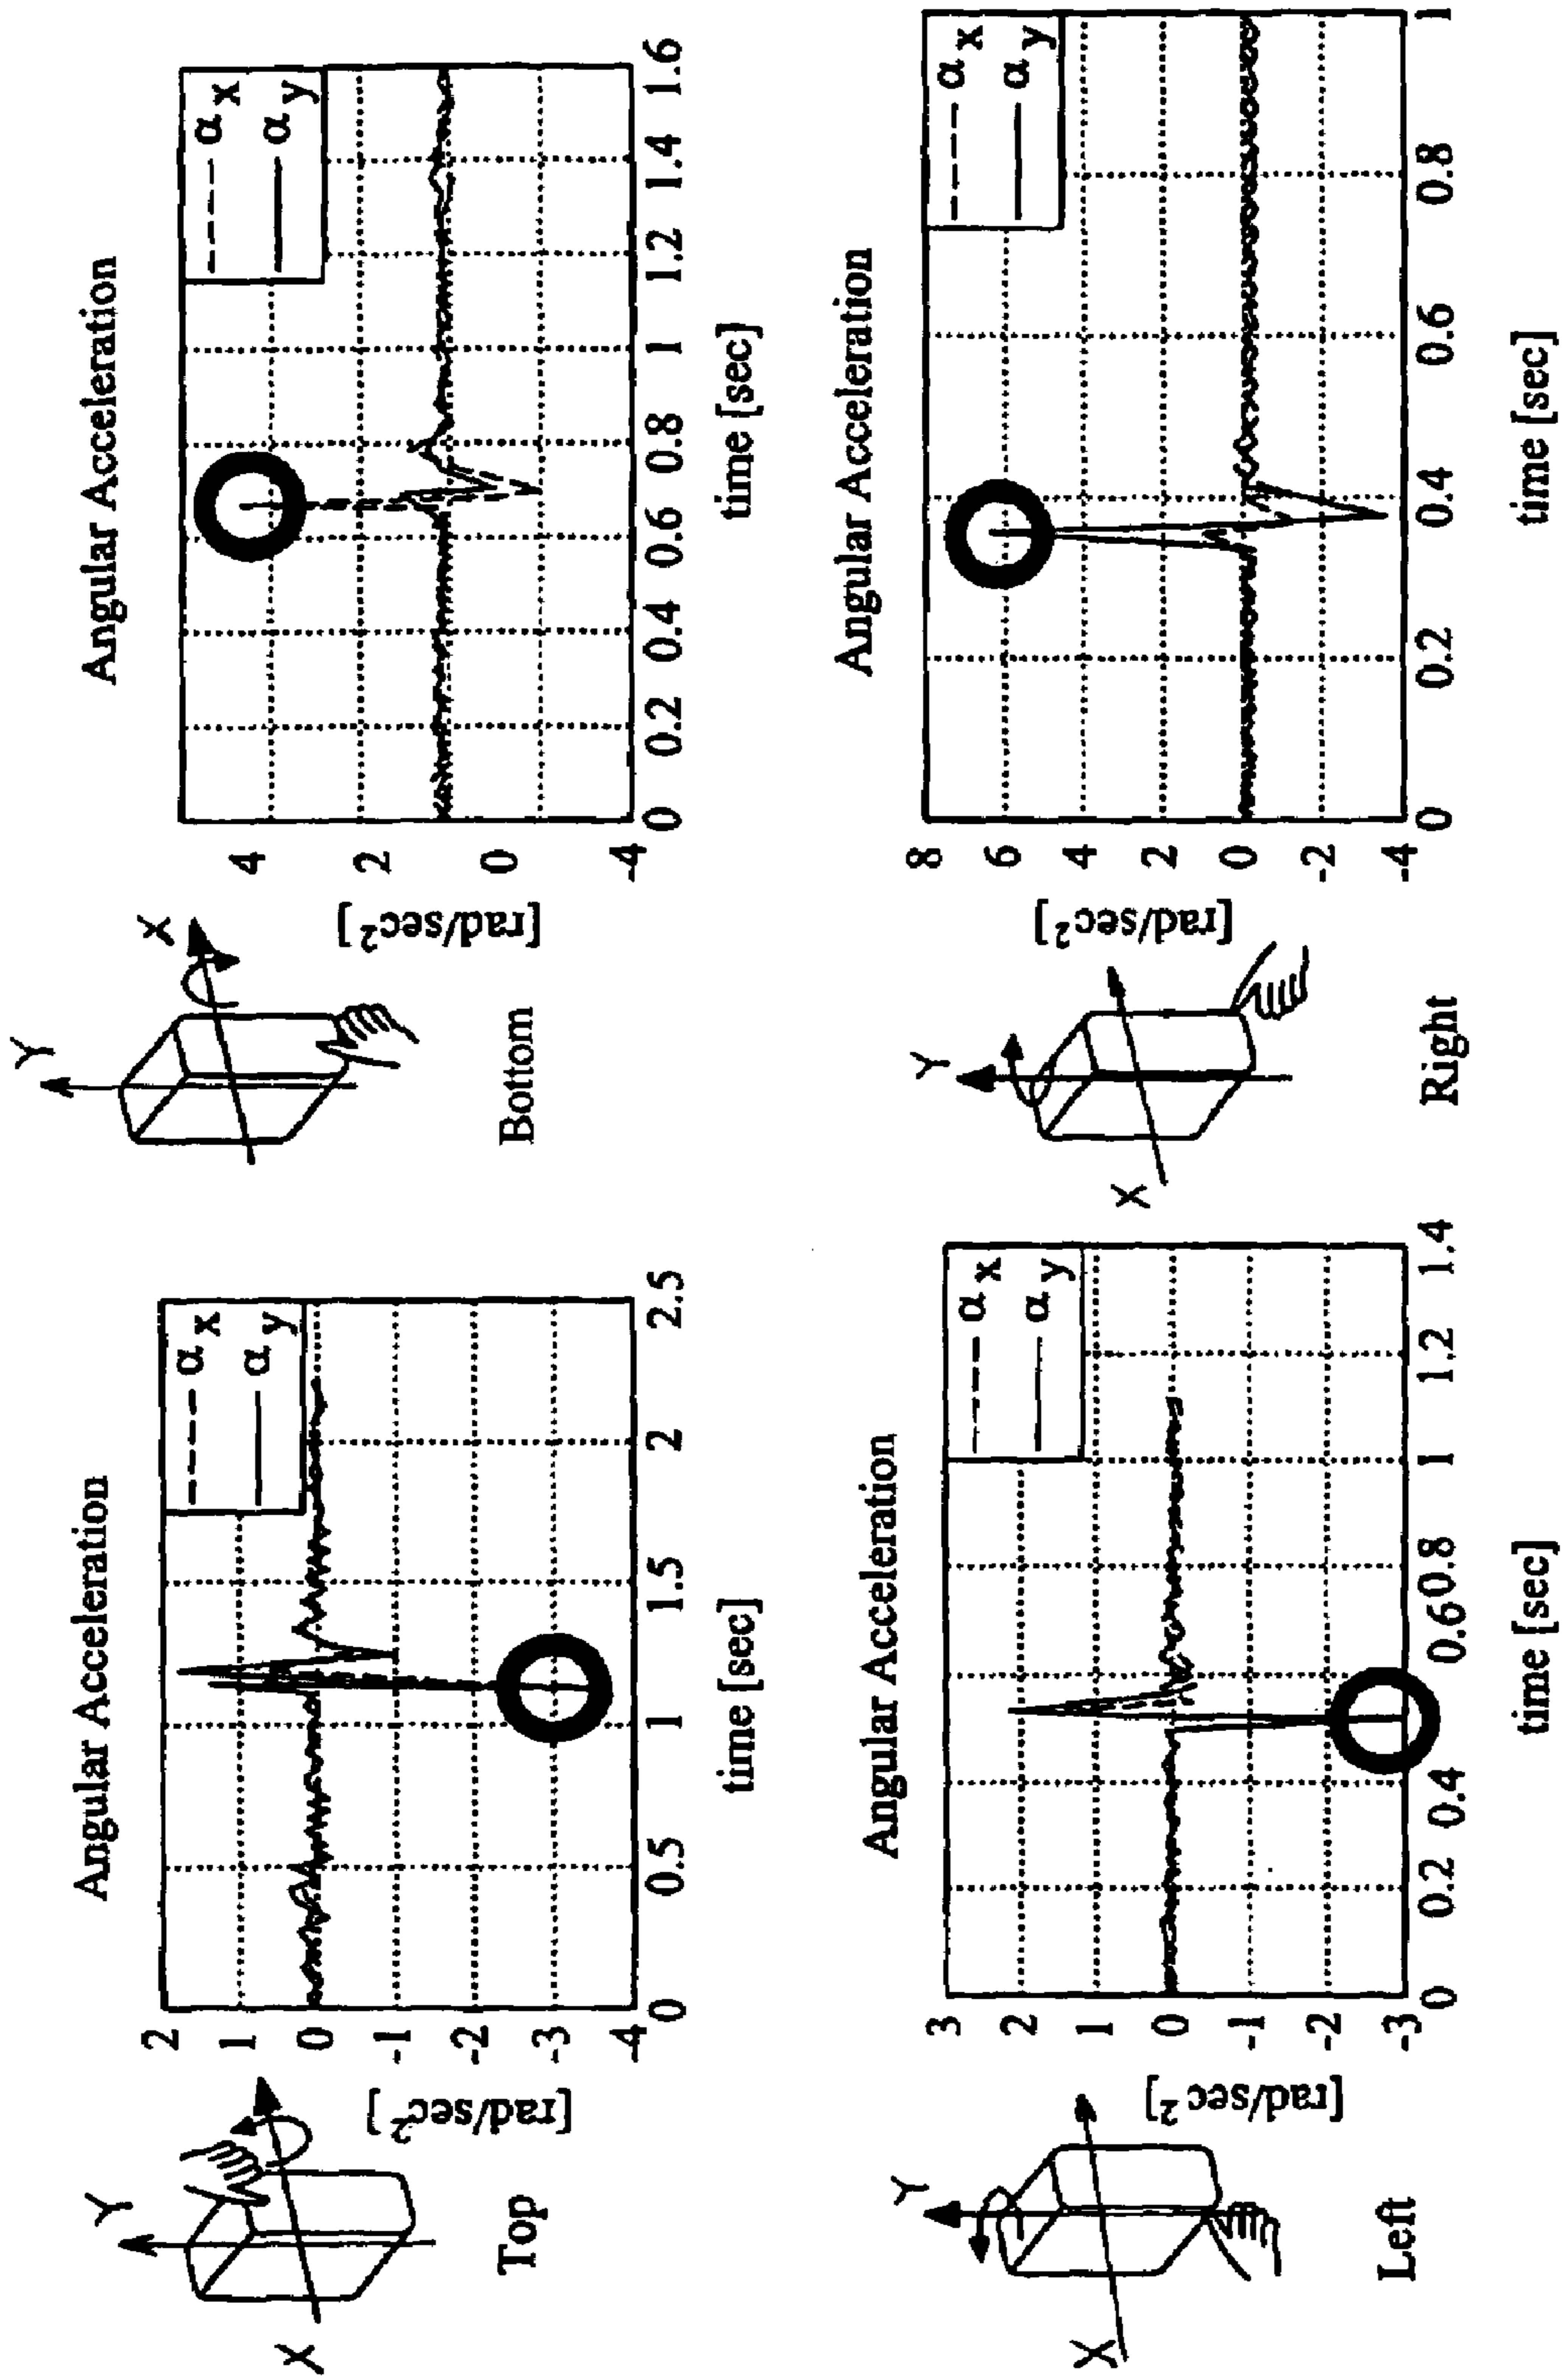 Y
X
Top
Angular Acceleration
α x
α y
2
1
0
-1
-2
-3
-4
[rad/sec²]
0 0.5 1 1.5 2 2.5
time [sec]
Y
X
Bottom
Angular Acceleration
α x
α y
4
2
0
-4
[rad/sec²]
0 0.2 0.4 0.6 0.8 1 1.2 1.4 1.6
time [sec]
Y
X
Left
Angular Acceleration
α x
α y
3
2
1
0
-1
-2
-3
[rad/sec²]
0 0.2 0.4 0.6 0.8 1 1.2 1.4
time [sec]
Y
X
Right
Angular Acceleration
α x
α y
8
6
4
2
0
-2
-4
[rad/sec²]
0 0.2 0.4 0.6 0.8 1
time [sec]